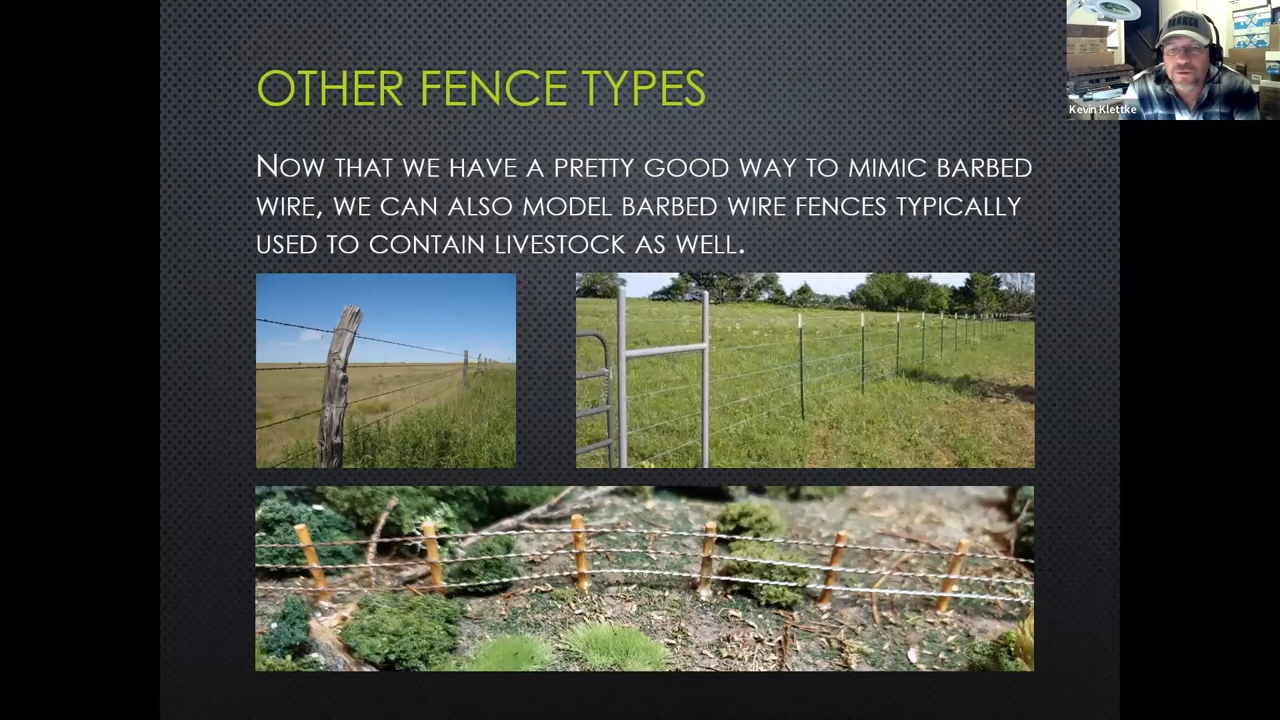 OTHER FENCE TYPES
NOW THAT WE HAVE A PRETTY GOOD WAY TO MIMIC BARBED
WIRE, WE CAN ALSO MODEL BARBED WIRE FENCES TYPICALLY
USED TO CONTAIN LIVESTOCK AS WELL.
Kevin Klettke